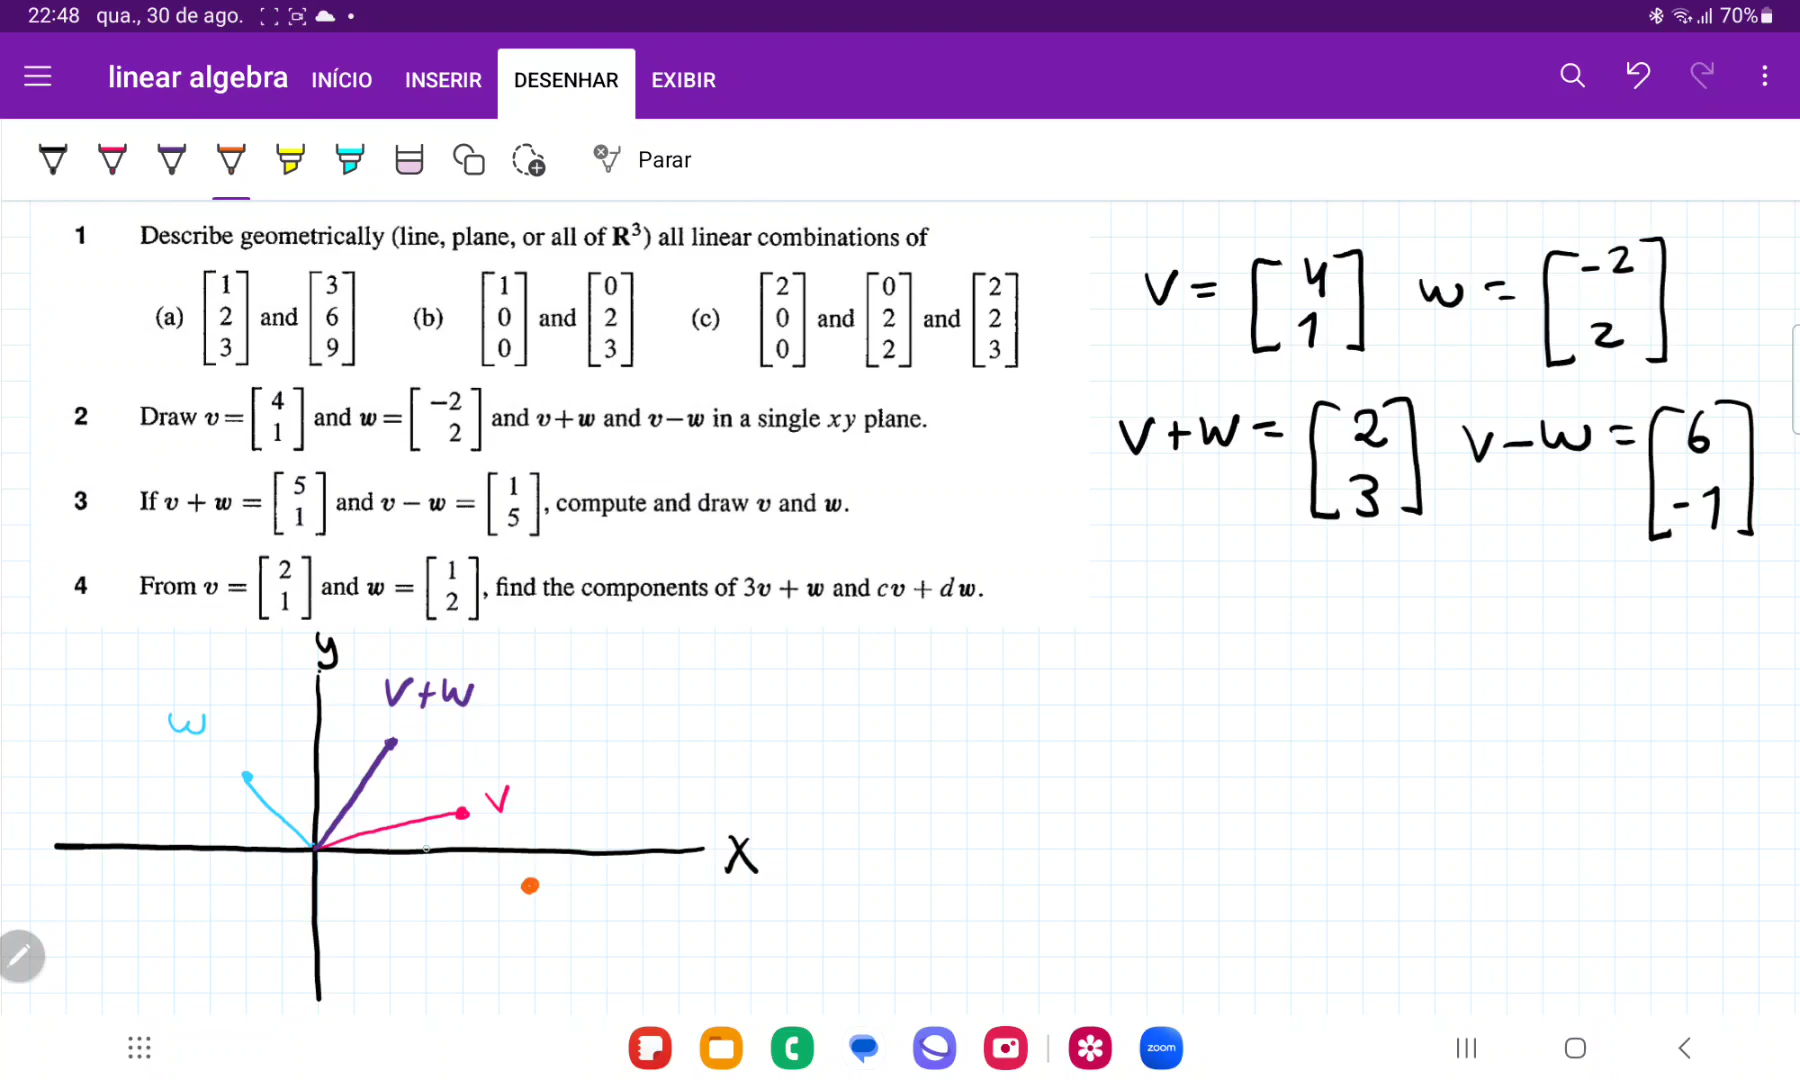 22:48 qua., 30 de ago. 70%
linear algebra INÍCIO INSERIR DESENHAR EXIBIR
Parar
1 Describe geometrically (line, plane, or all of R³) all linear combinations of
(a) [1 2 3] and [3 6 9] (b) [1 0 0] and [0 2 3] (c) [2 0 0] and [0 2 2] and [2 2 3]
2 Draw v = [4 1] and w = [−2 2] and v+w and v−w in a single xy plane.
3 If v + w = [5 1] and v − w = [1 5], compute and draw v and w.
4 From v = [2 1] and w = [1 2], find the components of 3v + w and cv + dw.
v = [4 1] w = [-2 2]
v+w = [2 3] v-w = [6 -1]
y
v+w
w
v
x
zoom